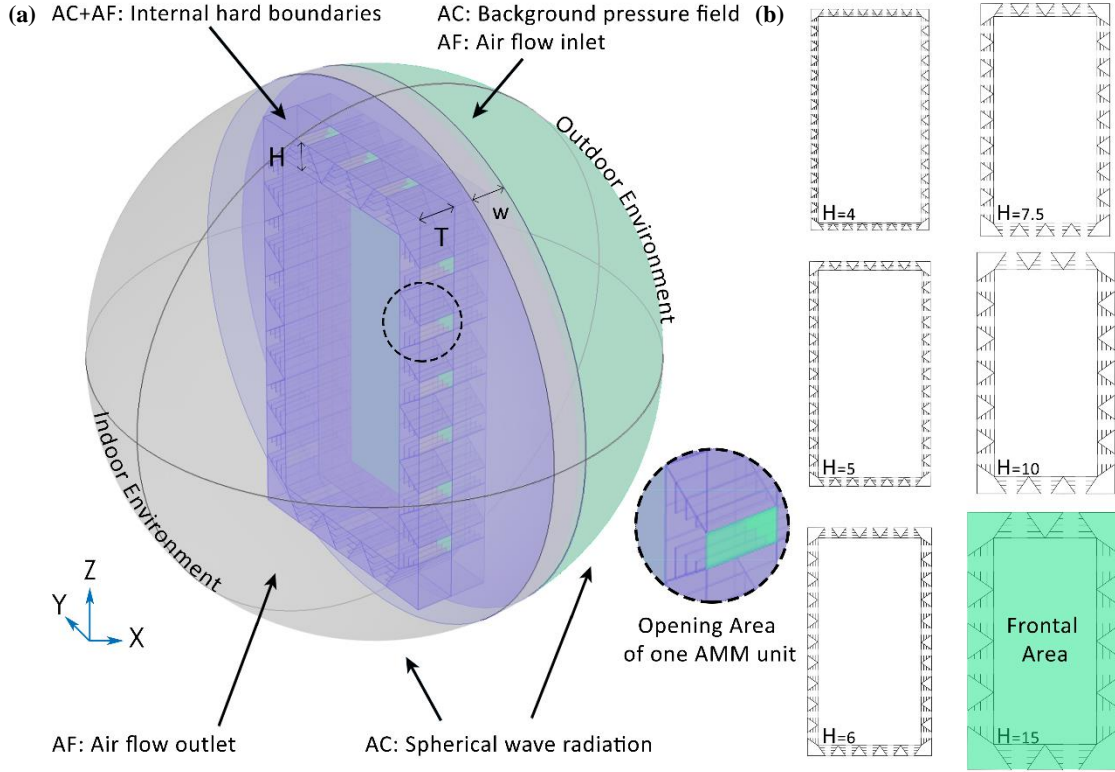 (a)
AC+AF: Internal hard boundaries
AC: Background pressure field
AF: Air flow inlet
(b)
H
T
w
Outdoor Environment
Indoor Environment
Z
Y
X
Opening Area
of one AMM unit
AF: Air flow outlet
AC: Spherical wave radiation
H=4
H=7.5
H=5
H=10
H=6
Frontal
Area
H=15